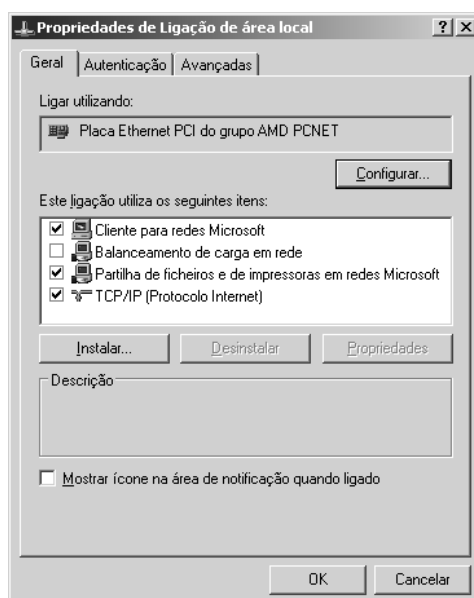 Propriedades de Ligação de área local
Geral Autenticação Avançadas
Ligar utilizando:
Placa Ethernet PCI do grupo AMD PCNET
Configurar...
Este ligação utiliza os seguintes itens:
Cliente para redes Microsoft
Balanceamento de carga em rede
Partilha de ficheiros e de impressoras em redes Microsoft
TCP/IP (Protocolo Internet)
Instalar... Desinstalar Propriedades
Descrição
Mostrar ícone na área de notificação quando ligado
OK Cancelar